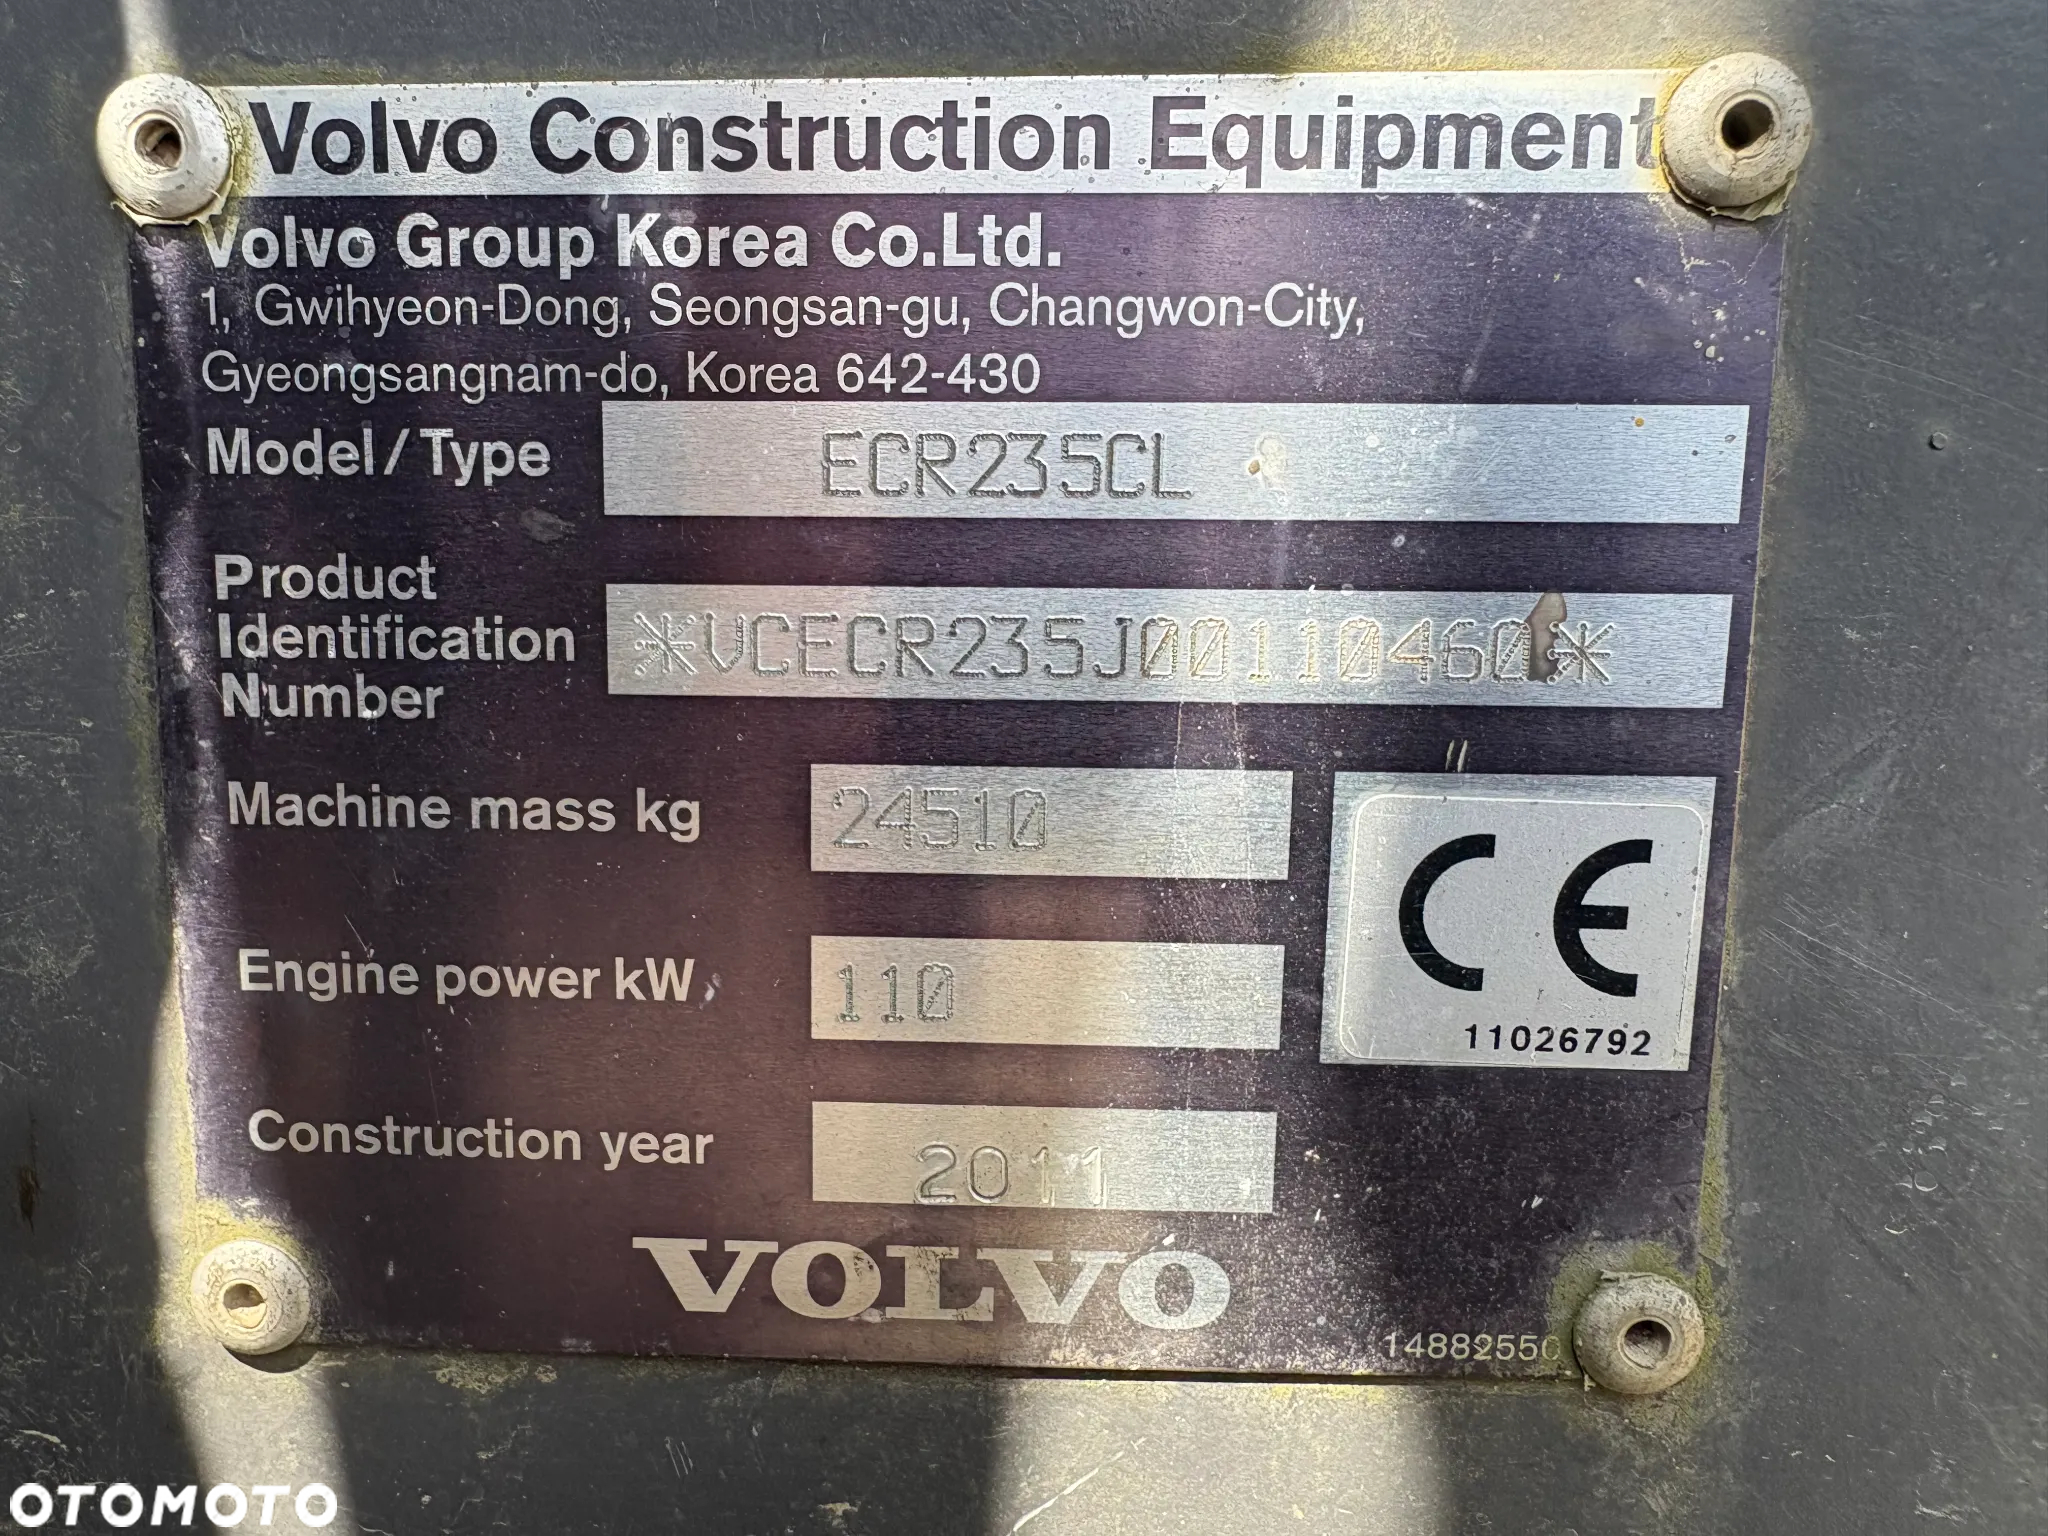 Volvo Construction Equipment
Volvo Group Korea Co.Ltd.
1, Gwihyeon-Dong, Seongsan-gu, Changwon-City,
Gyeongsangnam-do, Korea 642-430
Model/Type ECR235CL
Product
Identification
Number
*VCECR235J00110460*
Machine mass kg 24510
Engine power kW 110
CE
11026792
Construction year 2011
VOLVO
14882550
OTOMOTO